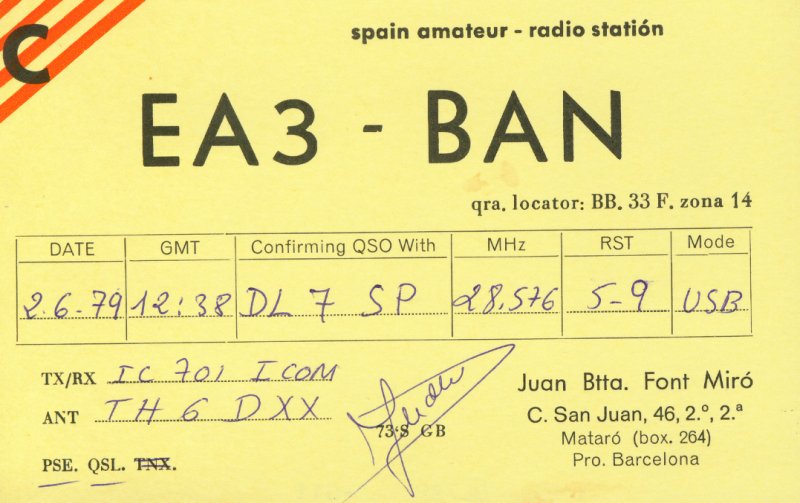 C
spain amateur - radio statión
EA3 - BAN
qra. locator: BB. 33 F. zona 14
DATE GMT Confirming QSO With MHz RST Mode
2.6-79 12:38 DL 7 SP 28,576 5-9 USB
TX/RX IC 701 ICOM
ANT TH6 DXX
73'S GB
PSE. QSL. TNX.
Juan Btta. Font Miró
C. San Juan, 46, 2.º, 2.ª
Mataró (box. 264)
Pro. Barcelona